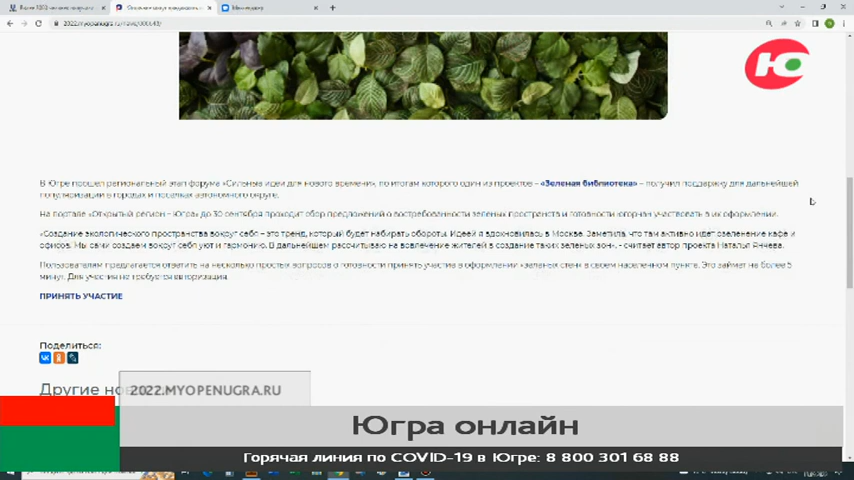 2022.myopenugra.ru/
Ю
В Югре прошел региональный этап форума «Сильные идеи для нового времени», по итогам которого один из проектов – «Зеленая библиотека» – получил поддержку для дальнейшей
популяризации в городах и поселках автономного округа.
На портале «Открытый регион – Югра» до 30 сентября проходит сбор предложений о востребованности зеленых пространств и готовности югорчан участвовать в их оформлении.
«Создание экологического пространства вокруг себя – это тренд, который будет набирать обороты. Идеей я вдохновилась в Москве. Заметила, что там активно идет озеленение кафе и
офисов. Мы сами создаем вокруг себя уют и гармонию. В дальнейшем рассчитываю на вовлечение жителей в создание таких зеленых зон», - считает автор проекта Наталья Янчева.
Пользователям предлагается ответить на несколько простых вопросов о готовности принять участие в оформлении «зеленых стен» в своем населенном пункте. Это займет не более 5
минут. Для участия не требуется авторизация.
ПРИНЯТЬ УЧАСТИЕ
Поделиться:
Другие но
2022.MYOPENUGRA.RU
Югра онлайн
Горячая линия по COVID-19 в Югре: 8 800 301 68 88